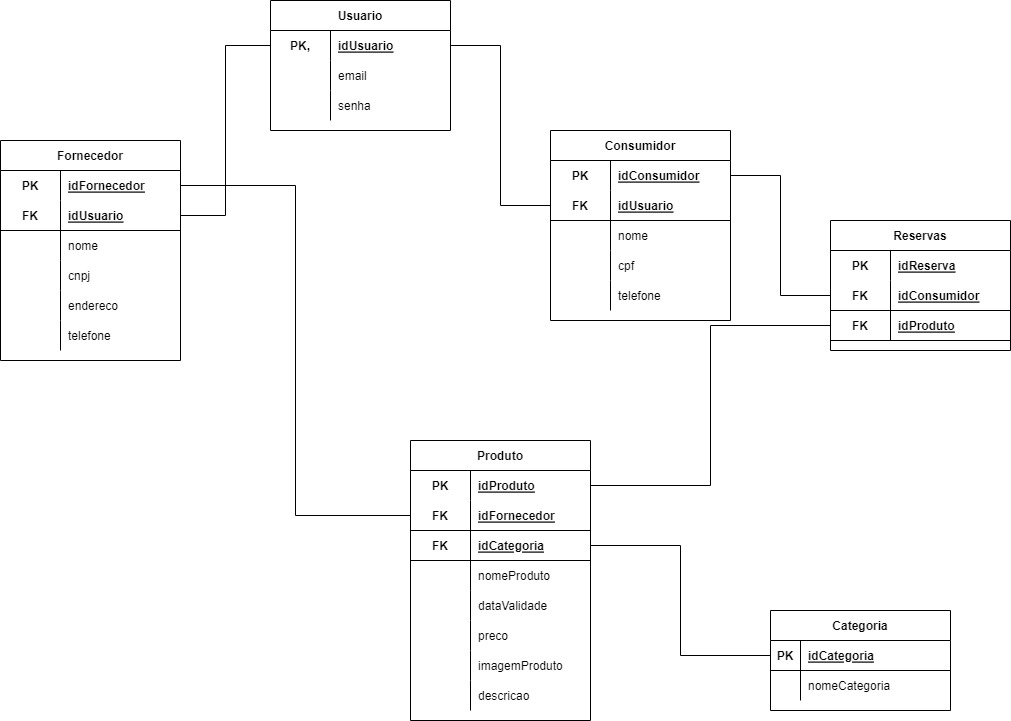 Usuario
PK, idUsuario
email
senha
Fornecedor
PK idFornecedor
FK idUsuario
nome
cnpj
endereco
telefone
Consumidor
PK idConsumidor
FK idUsuario
nome
cpf
telefone
Reservas
PK idReserva
FK idConsumidor
FK idProduto
Produto
PK idProduto
FK idFornecedor
FK idCategoria
nomeProduto
dataValidade
preco
imagemProduto
descricao
Categoria
PK idCategoria
nomeCategoria